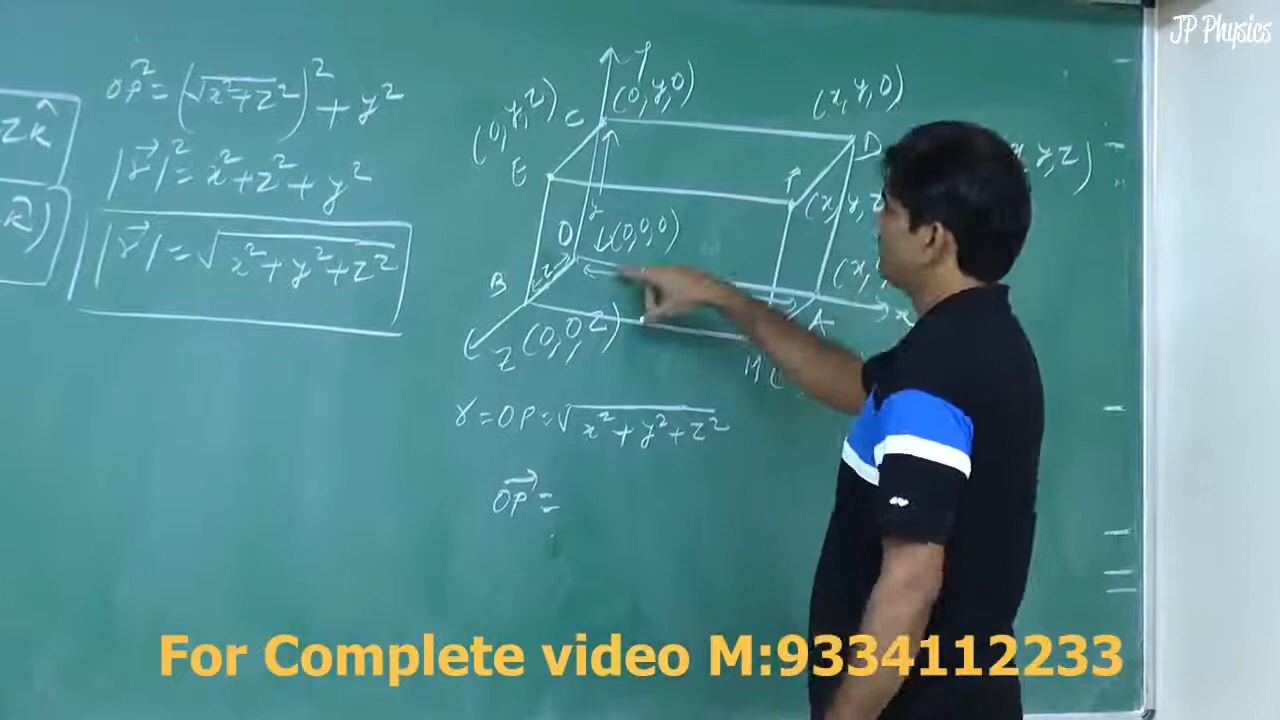 JP Physics
zk̂
k̂)
OP² = (√x²+z²)² + y²
|r⃗|² = x²+z²+y²
|r⃗| = √x²+y²+z²
y
(0,y,0)
(x,y,0)
(0,y,z)
C
D
E
P
(x,y,z
y,z)
y
O
(0,0,0)
z
B
(x,
A
x
z
(0,0,z)
M(
r = OP = √x²+y²+z²
OP⃗ =
For Complete video M:9334112233